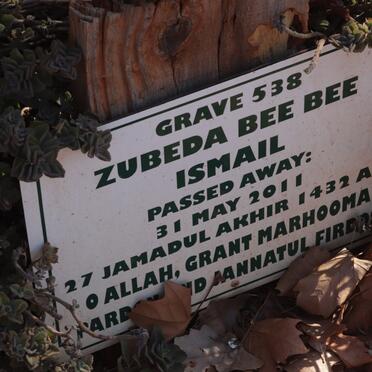 GRAVE 538
ZUBEDA BEE BEE
ISMAIL
PASSED AWAY:
31 MAY 2011
27 JAMADUL AKHIR 1432 A
O ALLAH, GRANT MARHOOMA
JANNATUL